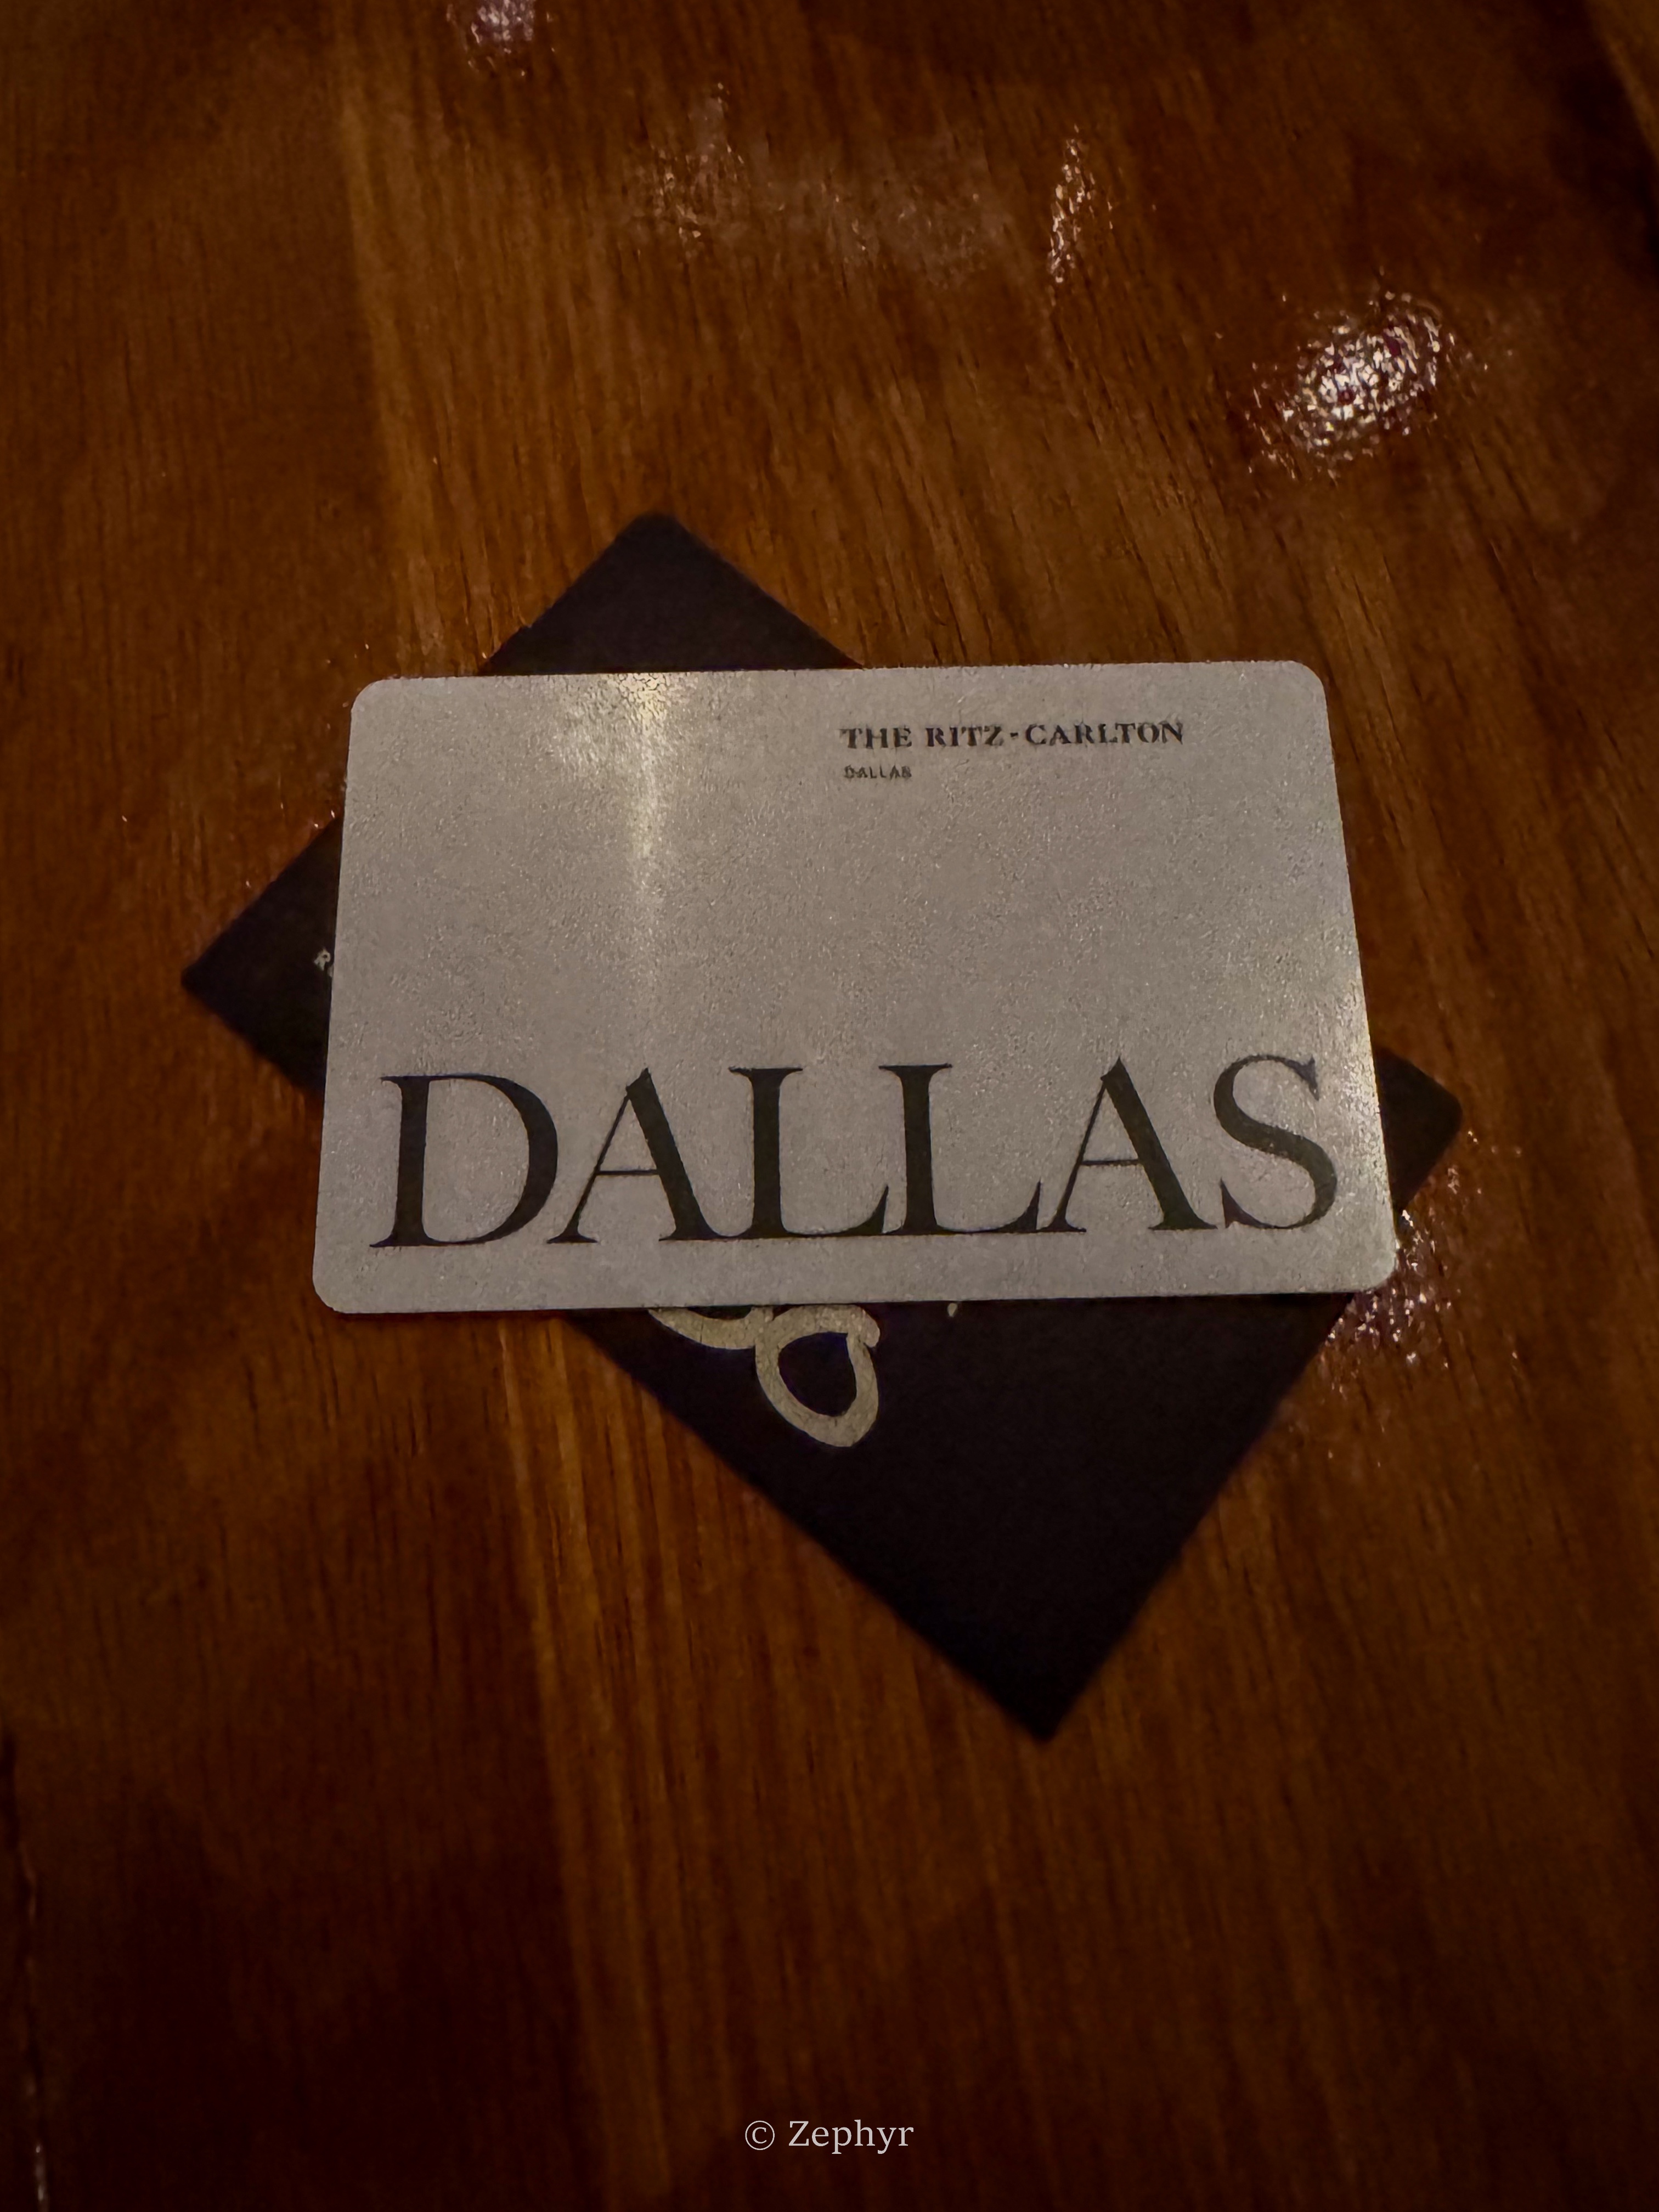 THE RITZ-CARLTON
DALLAS
DALLAS
© Zephyr